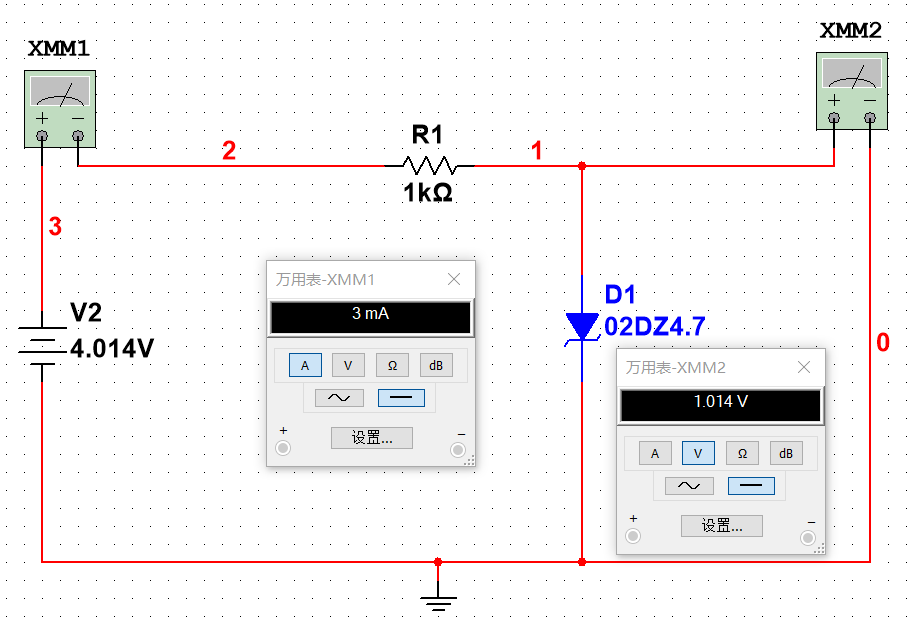 XMM1
XMM2
+ −
+ −
R1
2
1
1kΩ
3
V2
4.014V
D1
02DZ4.7
0
万用表-XMM1
3 mA
A V Ω dB
+ −
设置...
万用表-XMM2
1.014 V
A V Ω dB
+ −
设置...